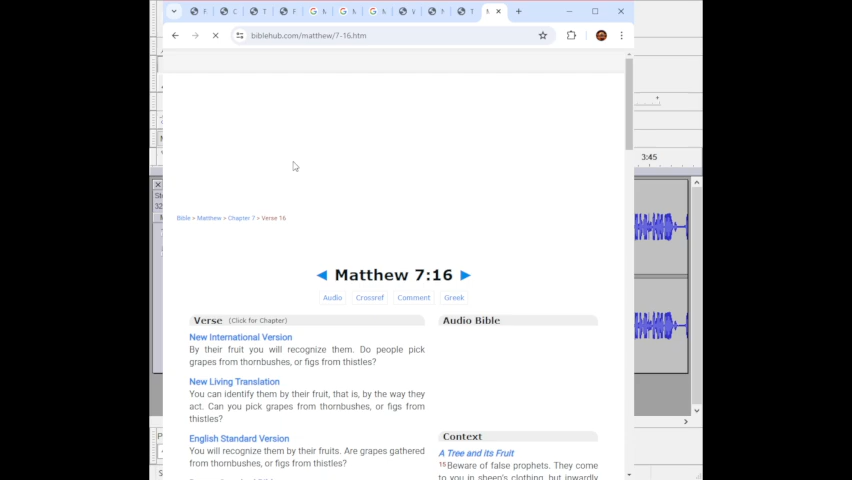 biblehub.com/matthew/7-16.htm
3:45
Bible > Matthew > Chapter 7 > Verse 16
◄ Matthew 7:16 ►
Audio Crossref Comment Greek
Verse (Click for Chapter)
New International Version
By their fruit you will recognize them. Do people pick
grapes from thornbushes, or figs from thistles?
New Living Translation
You can identify them by their fruit, that is, by the way they
act. Can you pick grapes from thornbushes, or figs from
thistles?
English Standard Version
You will recognize them by their fruits. Are grapes gathered
from thornbushes, or figs from thistles?
Audio Bible
Context
A Tree and its Fruit
15 Beware of false prophets. They come
to you in sheep's clothing, but inwardly